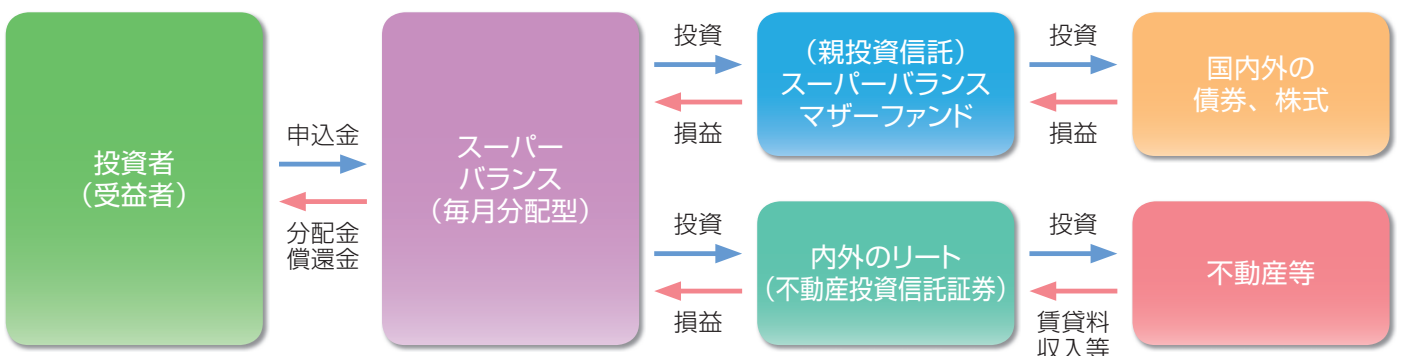 投資者
（受益者）
申込金
分配金
償還金
スーパー
バランス
（毎月分配型）
投資
損益
（親投資信託）
スーパーバランス
マザーファンド
投資
損益
国内外の
債券、株式
投資
損益
内外のリート
（不動産投資信託証券）
投資
賃貸料
収入等
不動産等